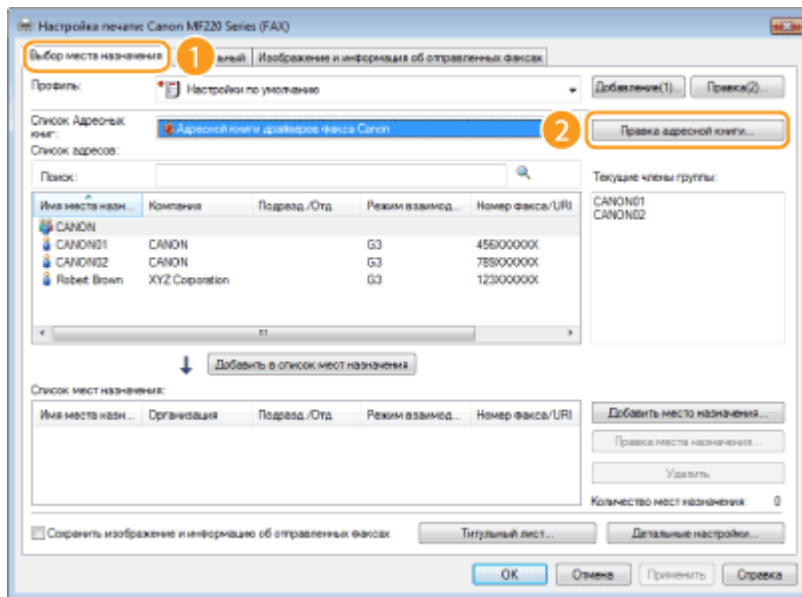 Настройка печати: Canon MF220 Series (FAX)
Выбор места назначения 1 ьный Изображение и информация об отправленных факсах
Профиль: Настройки по умолчанию Добавление(1)... Правка(2)...
Список Адресных книг: Адресной книги драйверов факса Canon 2 Правка адресной книги...
Список адресов:
Поиск: Текущие члены группы:
Имя места назн... Компания Подразд./Отд. Режим взаимод... Номер факса/URI CANON01
CANON CANON02
CANON01 CANON G3 456XXXXXX
CANON02 CANON G3 789XXXXXX
Robert Brown XYZ Corporation G3 123XXXXXX
Добавить в список мест назначения
Список мест назначения:
Имя места назн... Организация Подразд./Отд. Режим взаимод... Номер факса/URI Добавить место назначения...
Правка места назначения...
Удалить
Количество мест назначения: 0
Сохранить изображение и информацию об отправленных факсах Титульный лист... Детальные настройки...
OK Отмена Применить Справка